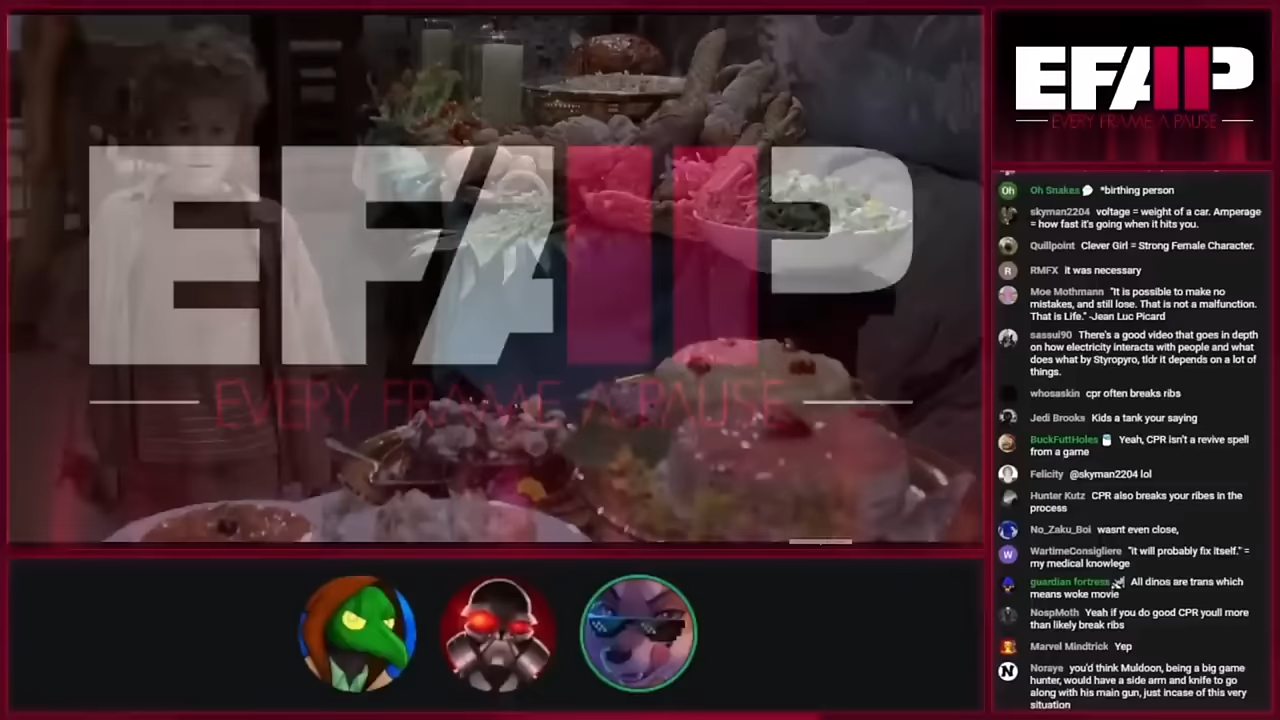 EFAP
EVERY FRAME A PAUSE
EFAP
EVERY FRAME A PAUSE
Oh
Oh Snakes *birthing person
skyman2204 voltage = weight of a car. Amperage
= how fast it's going when it hits you.
Quillpoint Clever Girl = Strong Female Character.
R
RMFX it was necessary
Moe Mothmann "It is possible to make no
mistakes, and still lose. That is not a malfunction.
That is Life." -Jean Luc Picard
sassui90 There's a good video that goes in depth
on how electricity interacts with people and what
does what by Styropyro, tldr it depends on a lot of
things.
whosaskin cpr often breaks ribs
Jedi Brooks Kids a tank your saying
BuckFuttHoles Yeah, CPR isn't a revive spell
from a game
Felicity @skyman2204 lol
Hunter Kutz CPR also breaks your ribes in the
process
No_Zaku_Boi wasnt even close,
W
WartimeConsigliere "it will probably fix itself." =
my medical knowlege
guardian fortress All dinos are trans which
means woke movie
NospMoth Yeah if you do good CPR youll more
than likely break ribs
Marvel Mindtrick Yep
N
Noraye you'd think Muldoon, being a big game
hunter, would have a side arm and knife to go
along with his main gun, just incase of this very
situation